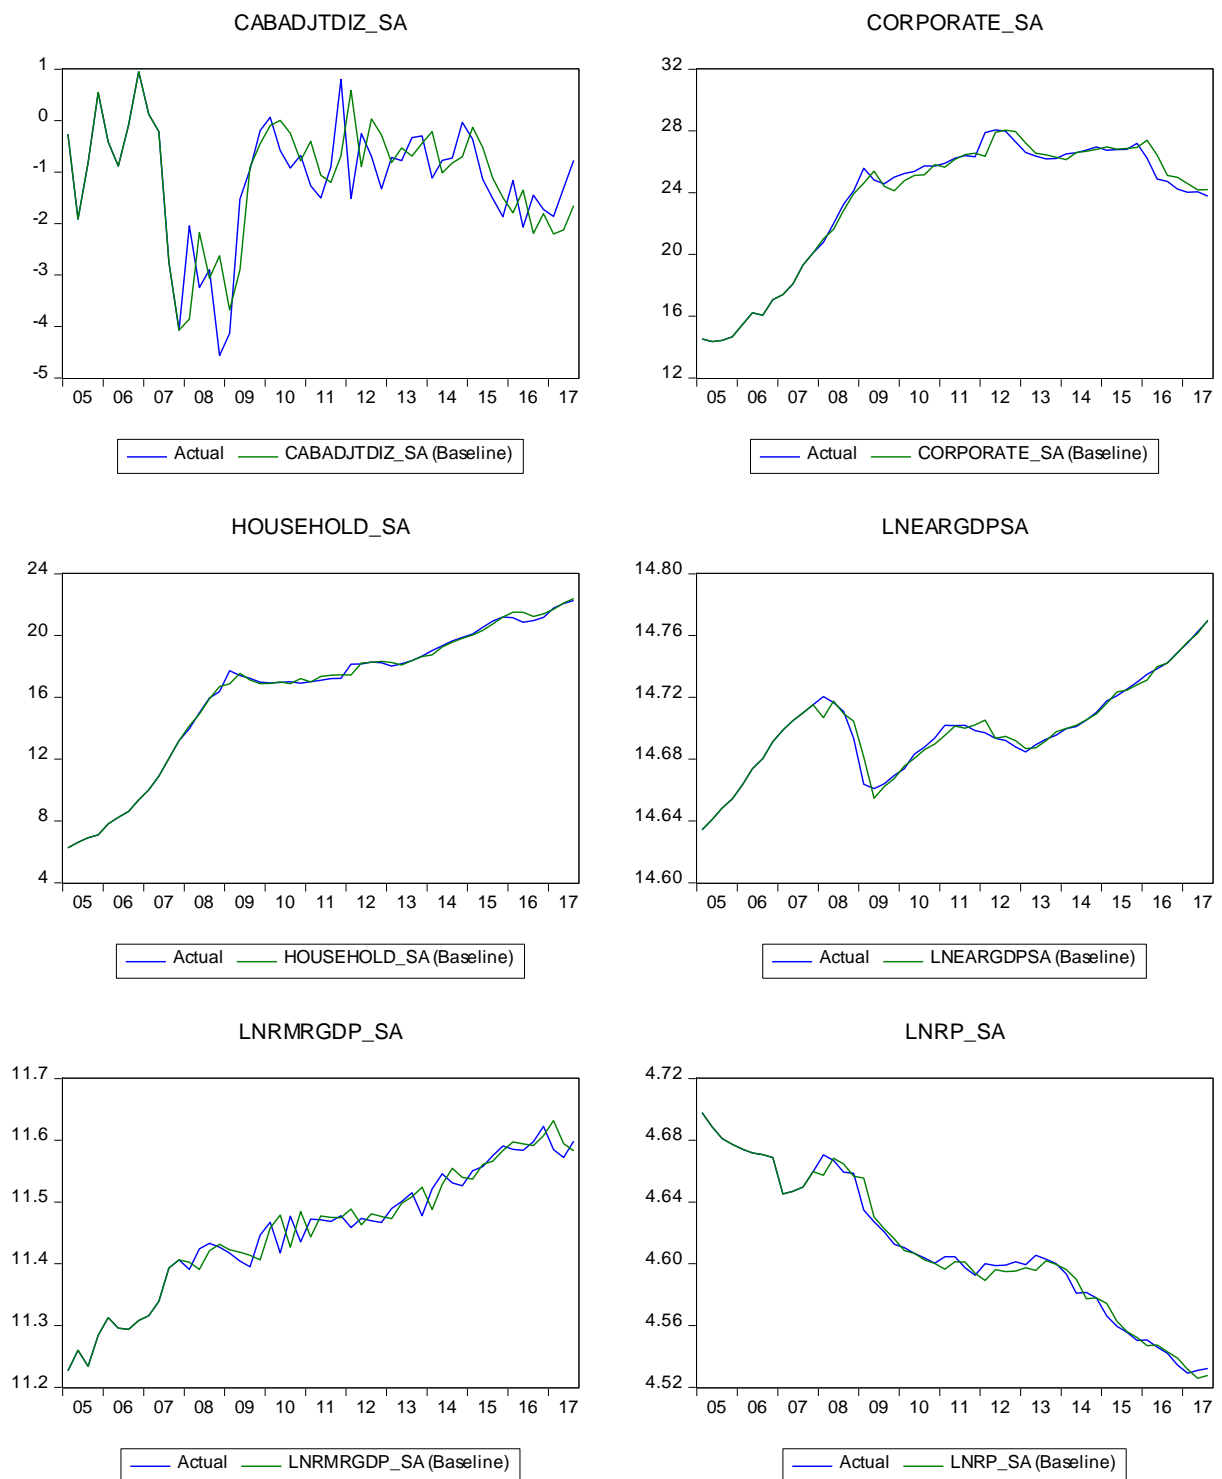 CABADJTDIZ_SA
1
0
-1
-2
-3
-4
-5
05 06 07 08 09 10 11 12 13 14 15 16 17
Actual CABADJTDIZ_SA (Baseline)
CORPORATE_SA
32
28
24
20
16
12
05 06 07 08 09 10 11 12 13 14 15 16 17
Actual CORPORATE_SA (Baseline)
HOUSEHOLD_SA
24
20
16
12
8
4
05 06 07 08 09 10 11 12 13 14 15 16 17
Actual HOUSEHOLD_SA (Baseline)
LNEARGDPSA
14.80
14.76
14.72
14.68
14.64
14.60
05 06 07 08 09 10 11 12 13 14 15 16 17
Actual LNEARGDPSA (Baseline)
LNRMRGDP_SA
11.7
11.6
11.5
11.4
11.3
11.2
05 06 07 08 09 10 11 12 13 14 15 16 17
Actual LNRMRGDP_SA (Baseline)
LNRP_SA
4.72
4.68
4.64
4.60
4.56
4.52
05 06 07 08 09 10 11 12 13 14 15 16 17
Actual LNRP_SA (Baseline)